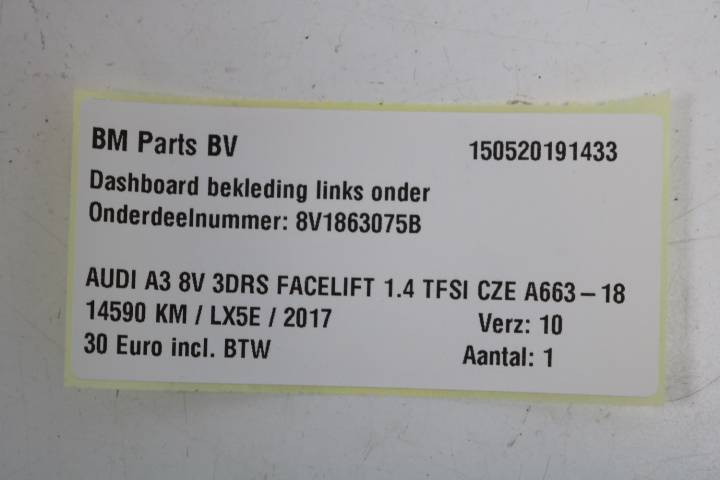 BM Parts BV 150520191433
Dashboard bekleding links onder
Onderdeelnummer: 8V1863075B
AUDI A3 8V 3DRS FACELIFT 1.4 TFSI CZE A663-18
14590 KM / LX5E / 2017 Verz: 10
30 Euro incl. BTW Aantal: 1